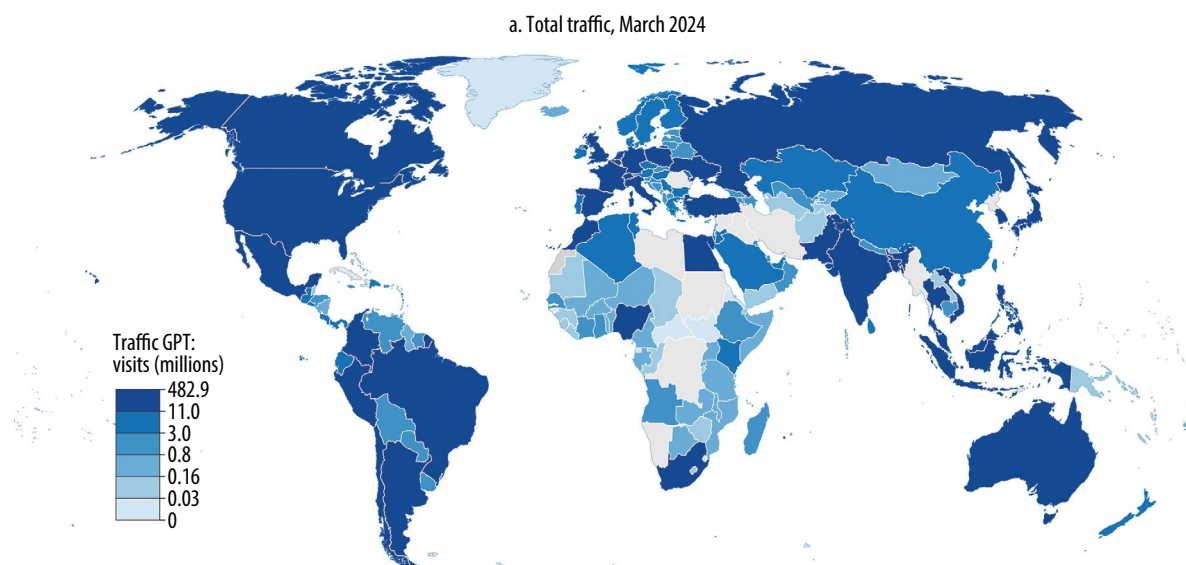 a. Total traffic, March 2024
Traffic GPT:
visits (millions)
482.9
11.0
3.0
0.8
0.16
0.03
0